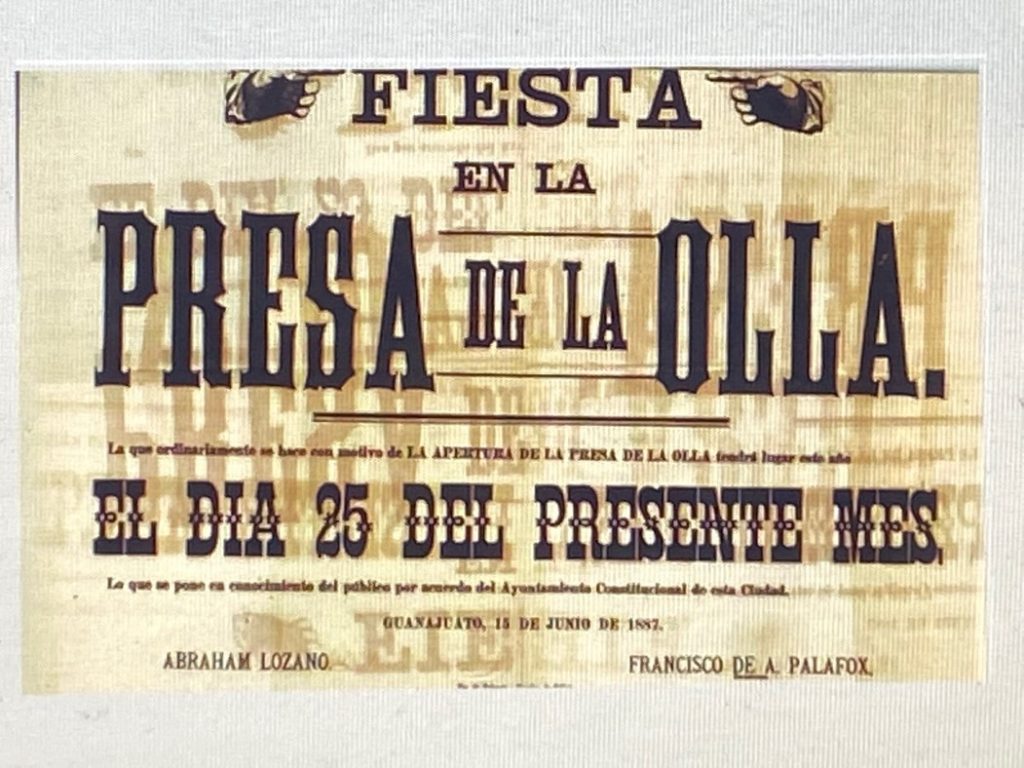 FIESTA
EN LA
PRESA DE LA OLLA.
La que ordinariamente se hace con motivo de LA APERTURA DE LA PRESA DE LA OLLA tendrá lugar este año
EL DIA 25 DEL PRESENTE MES.
Lo que se pone en conocimiento del público por acuerdo del Ayuntamiento Constitucional de esta Ciudad.
GUANAJUATO, 15 DE JUNIO DE 1887.
ABRAHAM LOZANO.
FRANCISCO DE A. PALAFOX.